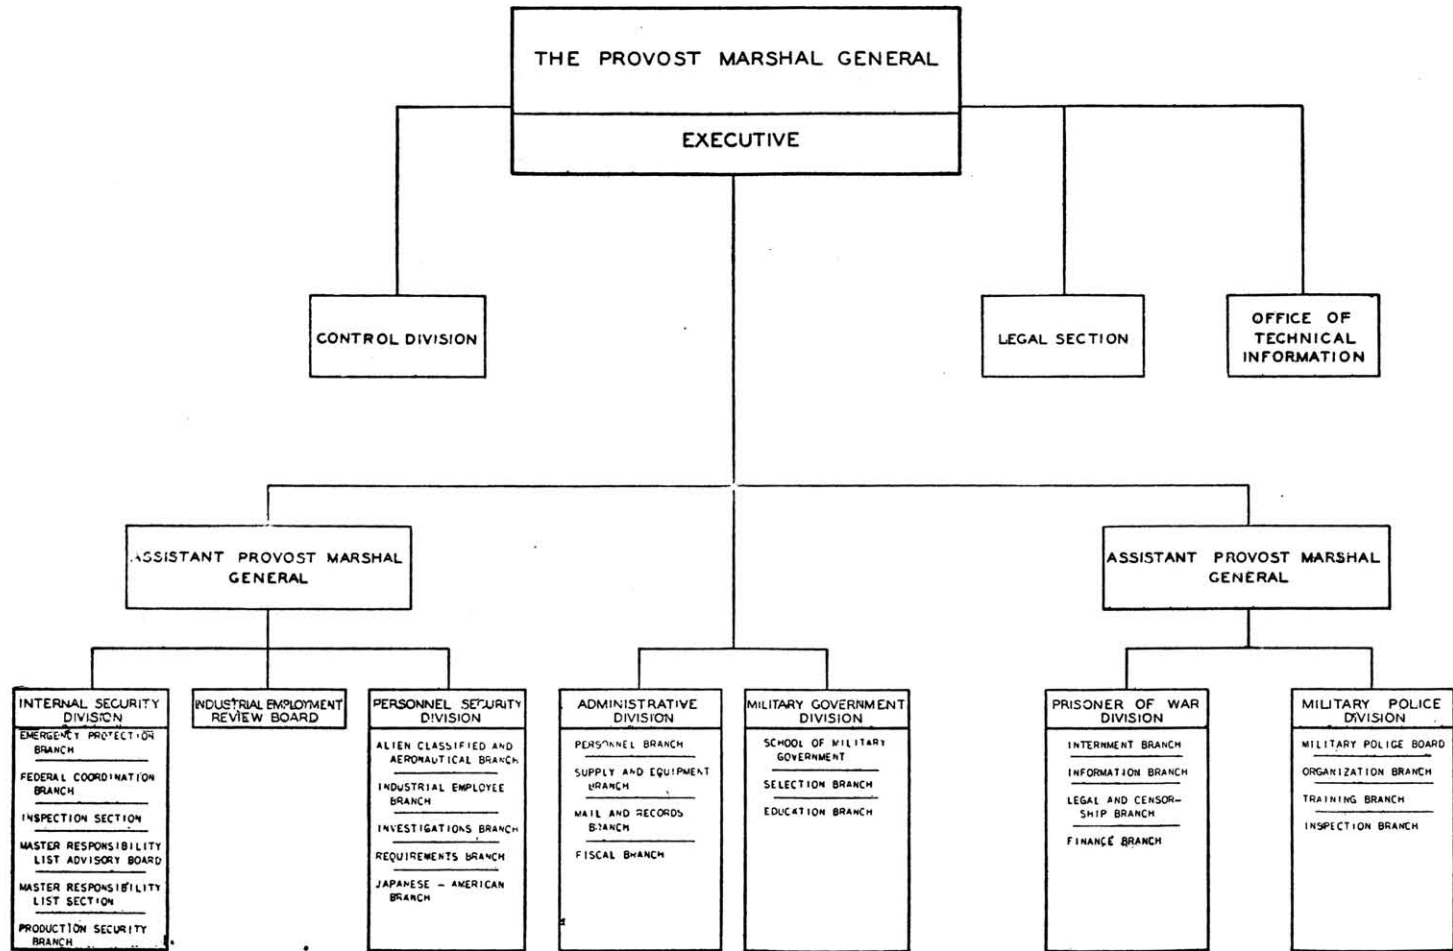 THE PROVOST MARSHAL GENERAL
EXECUTIVE
CONTROL DIVISION
LEGAL SECTION
OFFICE OF
TECHNICAL
INFORMATION
ASSISTANT PROVOST MARSHAL
GENERAL
ASSISTANT PROVOST MARSHAL
GENERAL
INTERNAL SECURITY
DIVISION
EMERGENCY PROTECTION
BRANCH
FEDERAL COORDINATION
BRANCH
INSPECTION SECTION
MASTER RESPONSIBILITY
LIST ADVISORY BOARD
MASTER RESPONSIBILITY
LIST SECTION
PRODUCTION SECURITY
BRANCH
INDUSTRIAL EMPLOYMENT
REVIEW BOARD
PERSONNEL SECURITY
DIVISION
ALIEN CLASSIFIED AND
AERONAUTICAL BRANCH
INDUSTRIAL EMPLOYEE
BRANCH
INVESTIGATIONS BRANCH
REQUIREMENTS BRANCH
JAPANESE – AMERICAN
BRANCH
ADMINISTRATIVE
DIVISION
PERSONNEL BRANCH
SUPPLY AND EQUIPMENT
BRANCH
MAIL AND RECORDS
BRANCH
FISCAL BRANCH
MILITARY GOVERNMENT
DIVISION
SCHOOL OF MILITARY
GOVERNMENT
SELECTION BRANCH
EDUCATION BRANCH
PRISONER OF WAR
DIVISION
INTERNMENT BRANCH
INFORMATION BRANCH
LEGAL AND CENSOR-
SHIP BRANCH
FINANCE BRANCH
MILITARY POLICE
DIVISION
MILITARY POLICE BOARD
ORGANIZATION BRANCH
TRAINING BRANCH
INSPECTION BRANCH